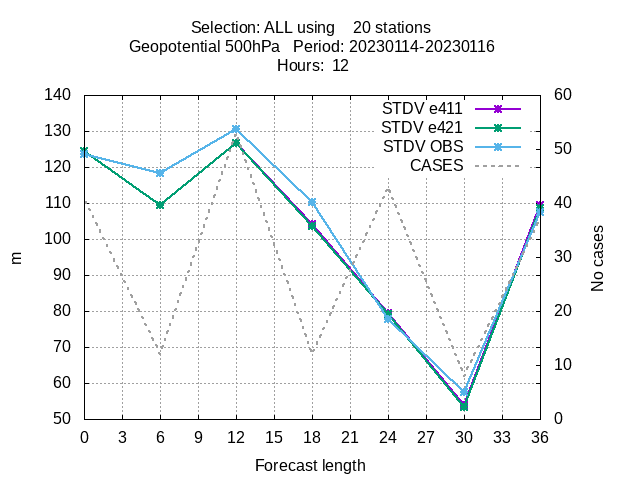 Selection: ALL using    20 stations
Geopotential 500hPa   Period: 20230114-20230116
Hours:  12
140
130
120
110
100
90
80
70
60
50
m
STDV e411
STDV e421
STDV OBS
CASES
60
50
40
30
20
10
0
No cases
0 3 6 9 12 15 18 21 24 27 30 33 36
Forecast length